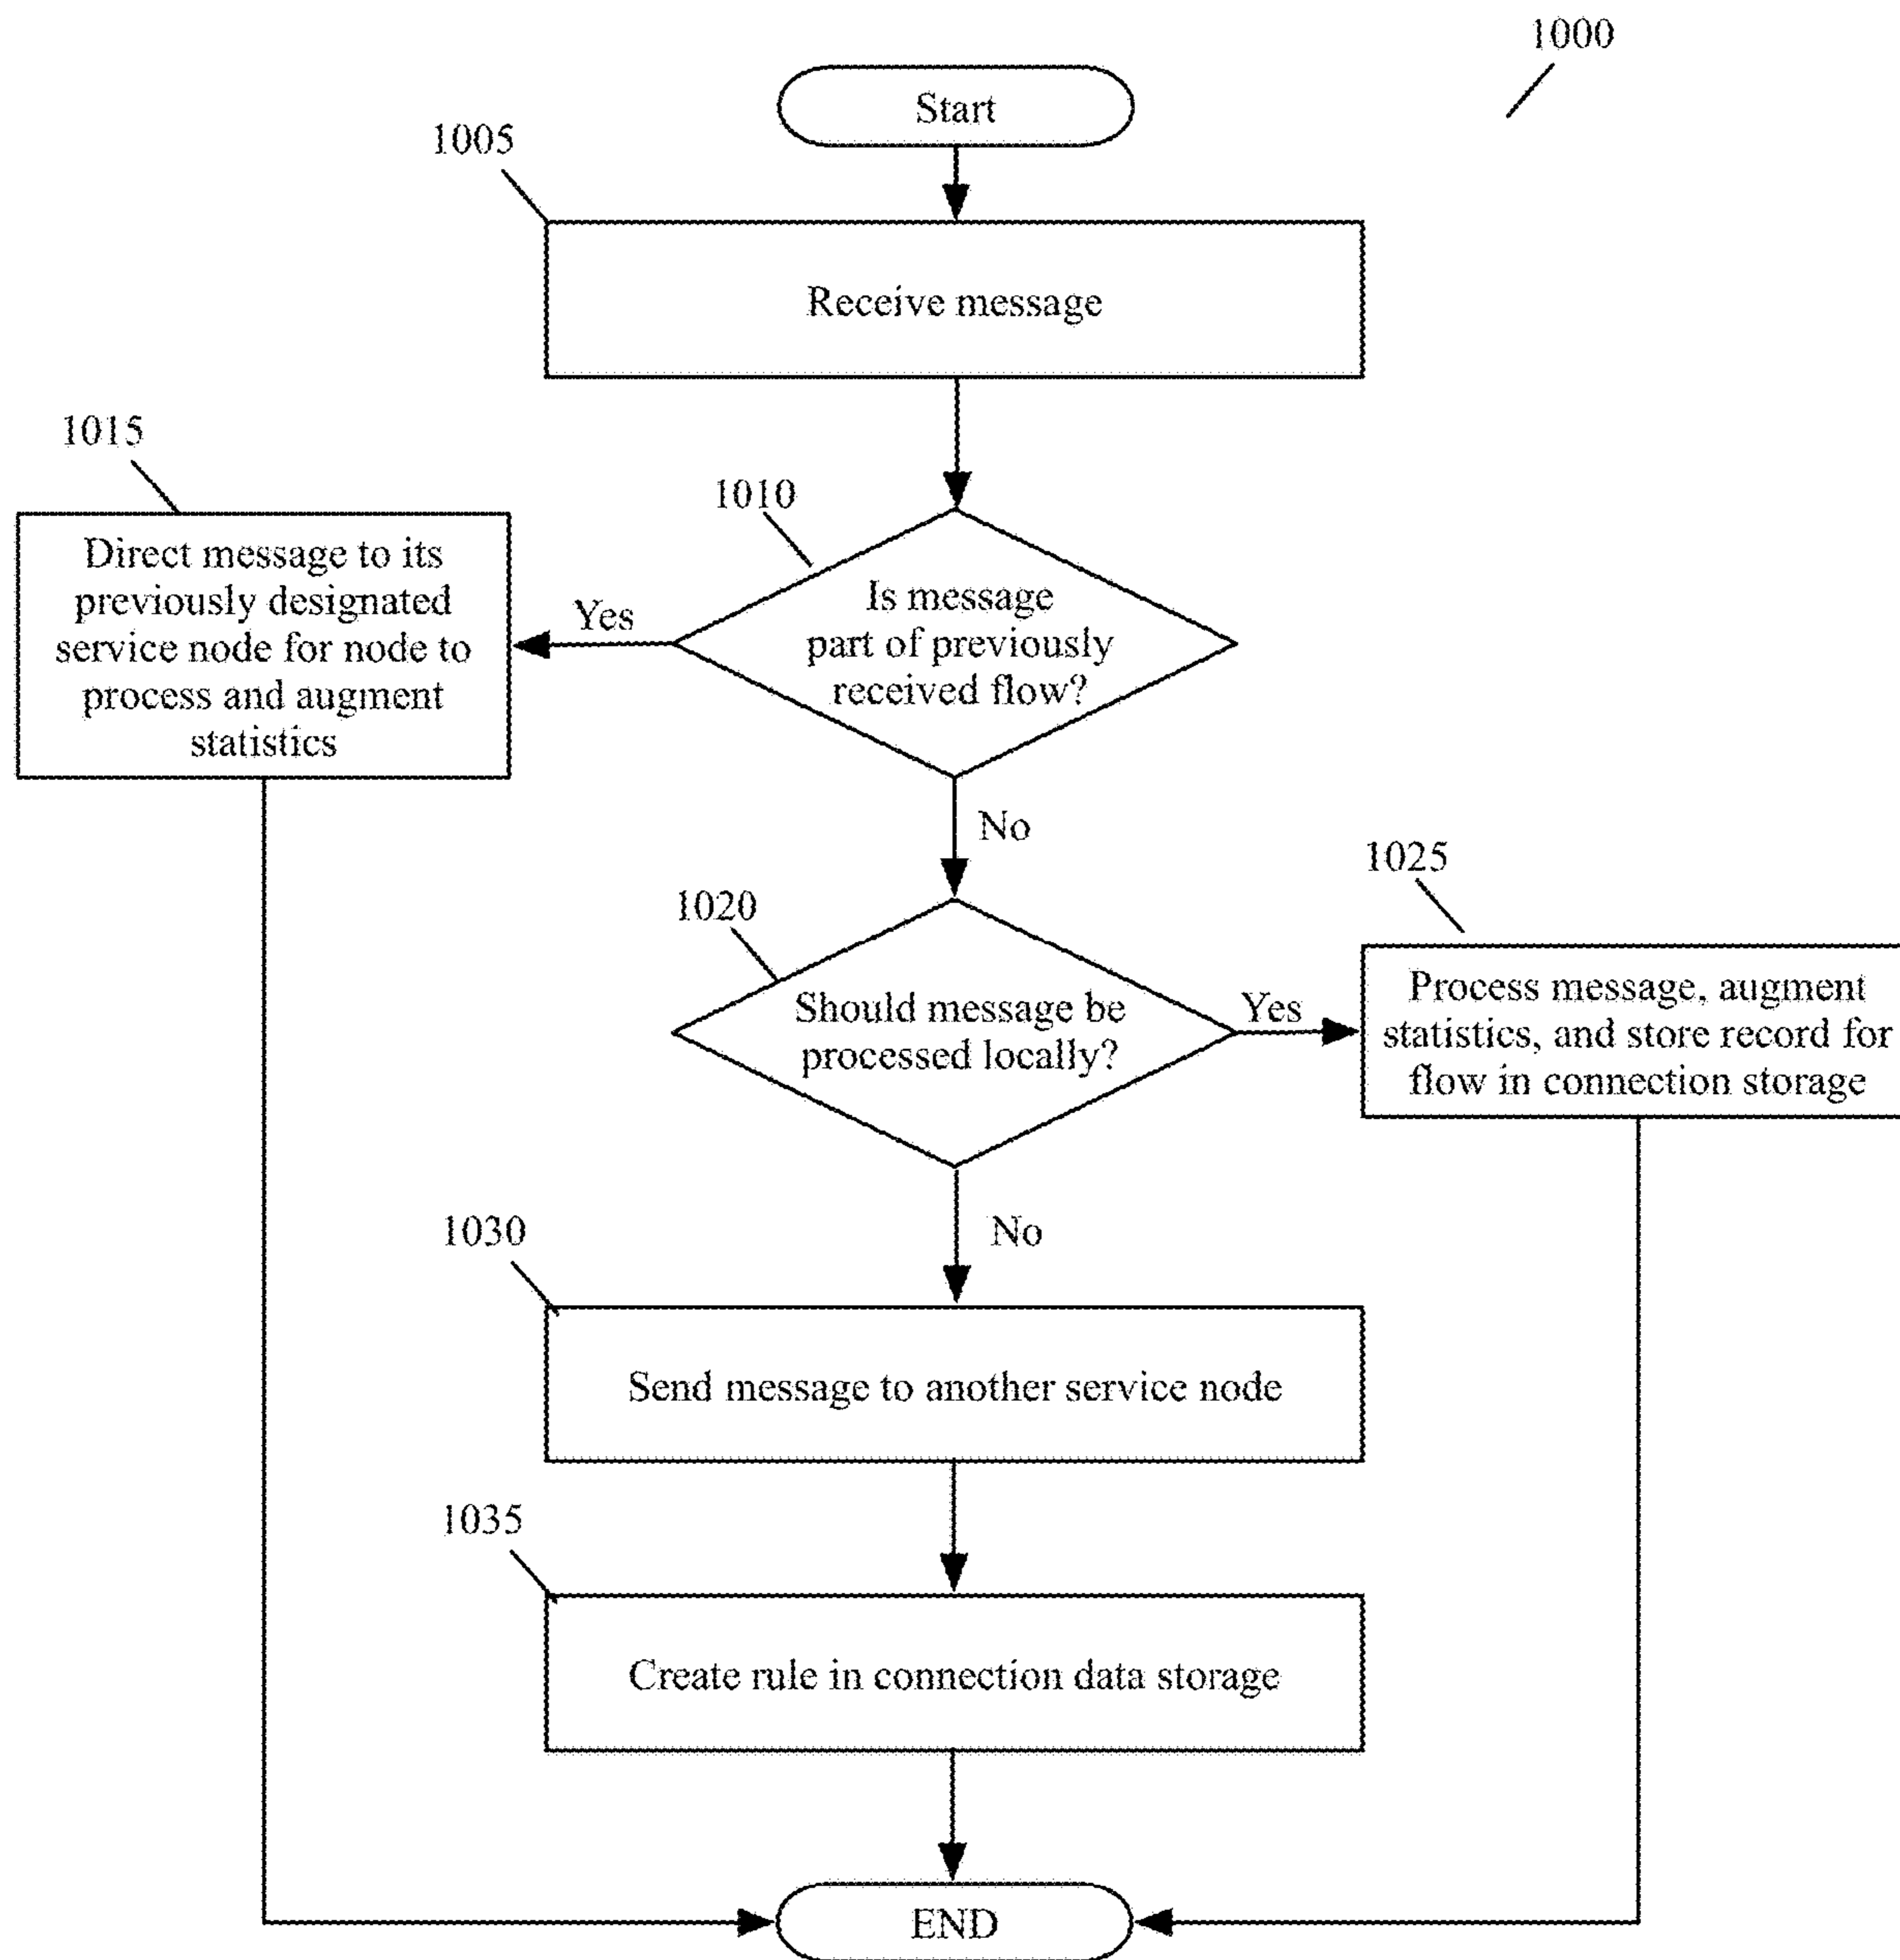 1000
Start
1005
Receive message
1015
Direct message to its
previously designated
service node for node to
process and augment
statistics
1010
Is message
part of previously
received flow?
Yes
No
1020
Should message be
processed locally?
Yes
1025
Process message, augment
statistics, and store record for
flow in connection storage
No
1030
Send message to another service node
1035
Create rule in connection data storage
END